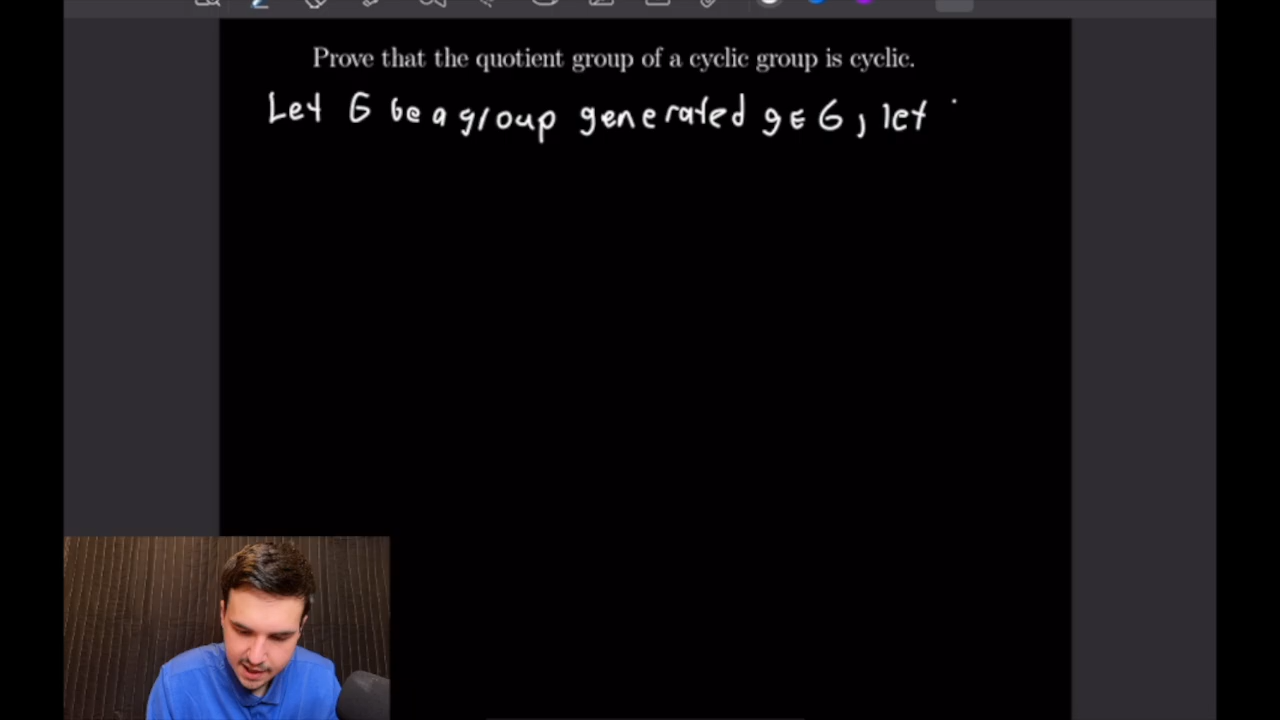 Prove that the quotient group of a cyclic group is cyclic.
Let G be a group generated g ∈ G, let